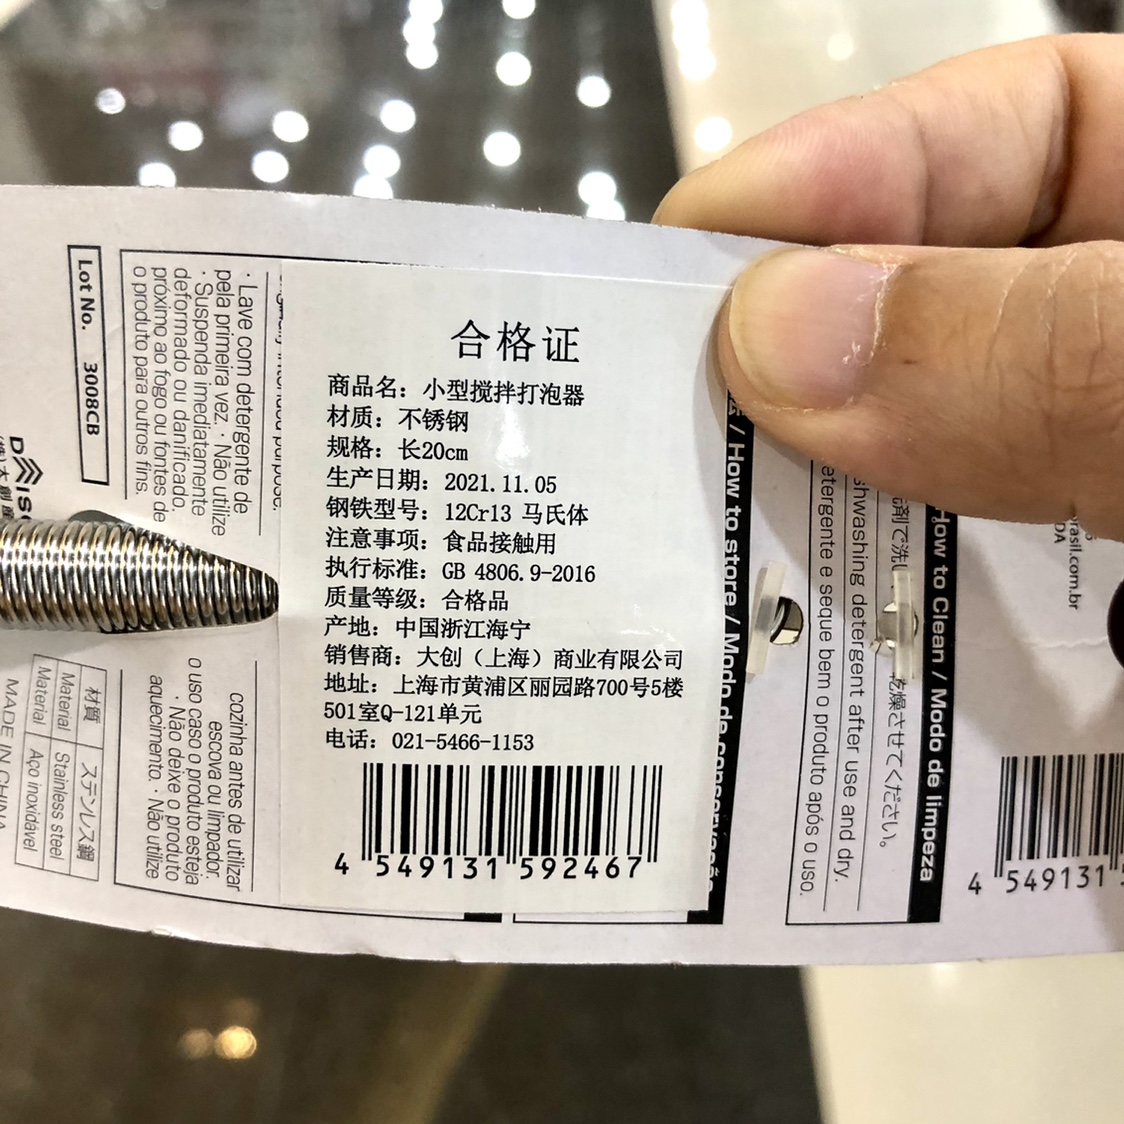 合格证
商品名：小型搅拌打泡器
材质：不锈钢
规格：长20cm
生产日期：2021.11.05
钢铁型号：12Cr13 马氏体
注意事项：食品接触用
执行标准：GB 4806.9-2016
质量等级：合格品
产地：中国浙江海宁
销售商：大创（上海）商业有限公司
地址：上海市黄浦区丽园路700号5楼
501室Q-121单元
电话：021-5466-1153
4 549131 592467
Lot No. 3008CB
· Lave com detergente de
pela primeira vez. · Não utilize
· Suspenda imediatamente
deformado ou danificado.
próximo ao fogo ou fontes de
o produto para outros fins.
purpose.
cozinha antes de utilizar
escova ou limpador.
o uso caso o produto esteja
· Não deixe o produto
aquecimento. · Não utilize
材質 ステンレス鋼
Material Stainless steel
Material Aço inoxidável
MADE IN CHINA
/ How to store / Modo de conservação
How to Clean / Modo de limpeza
乾燥させてください。
detergent after use and dry.
e seque bem o produto após o uso.
brasil.com.br
4 549131